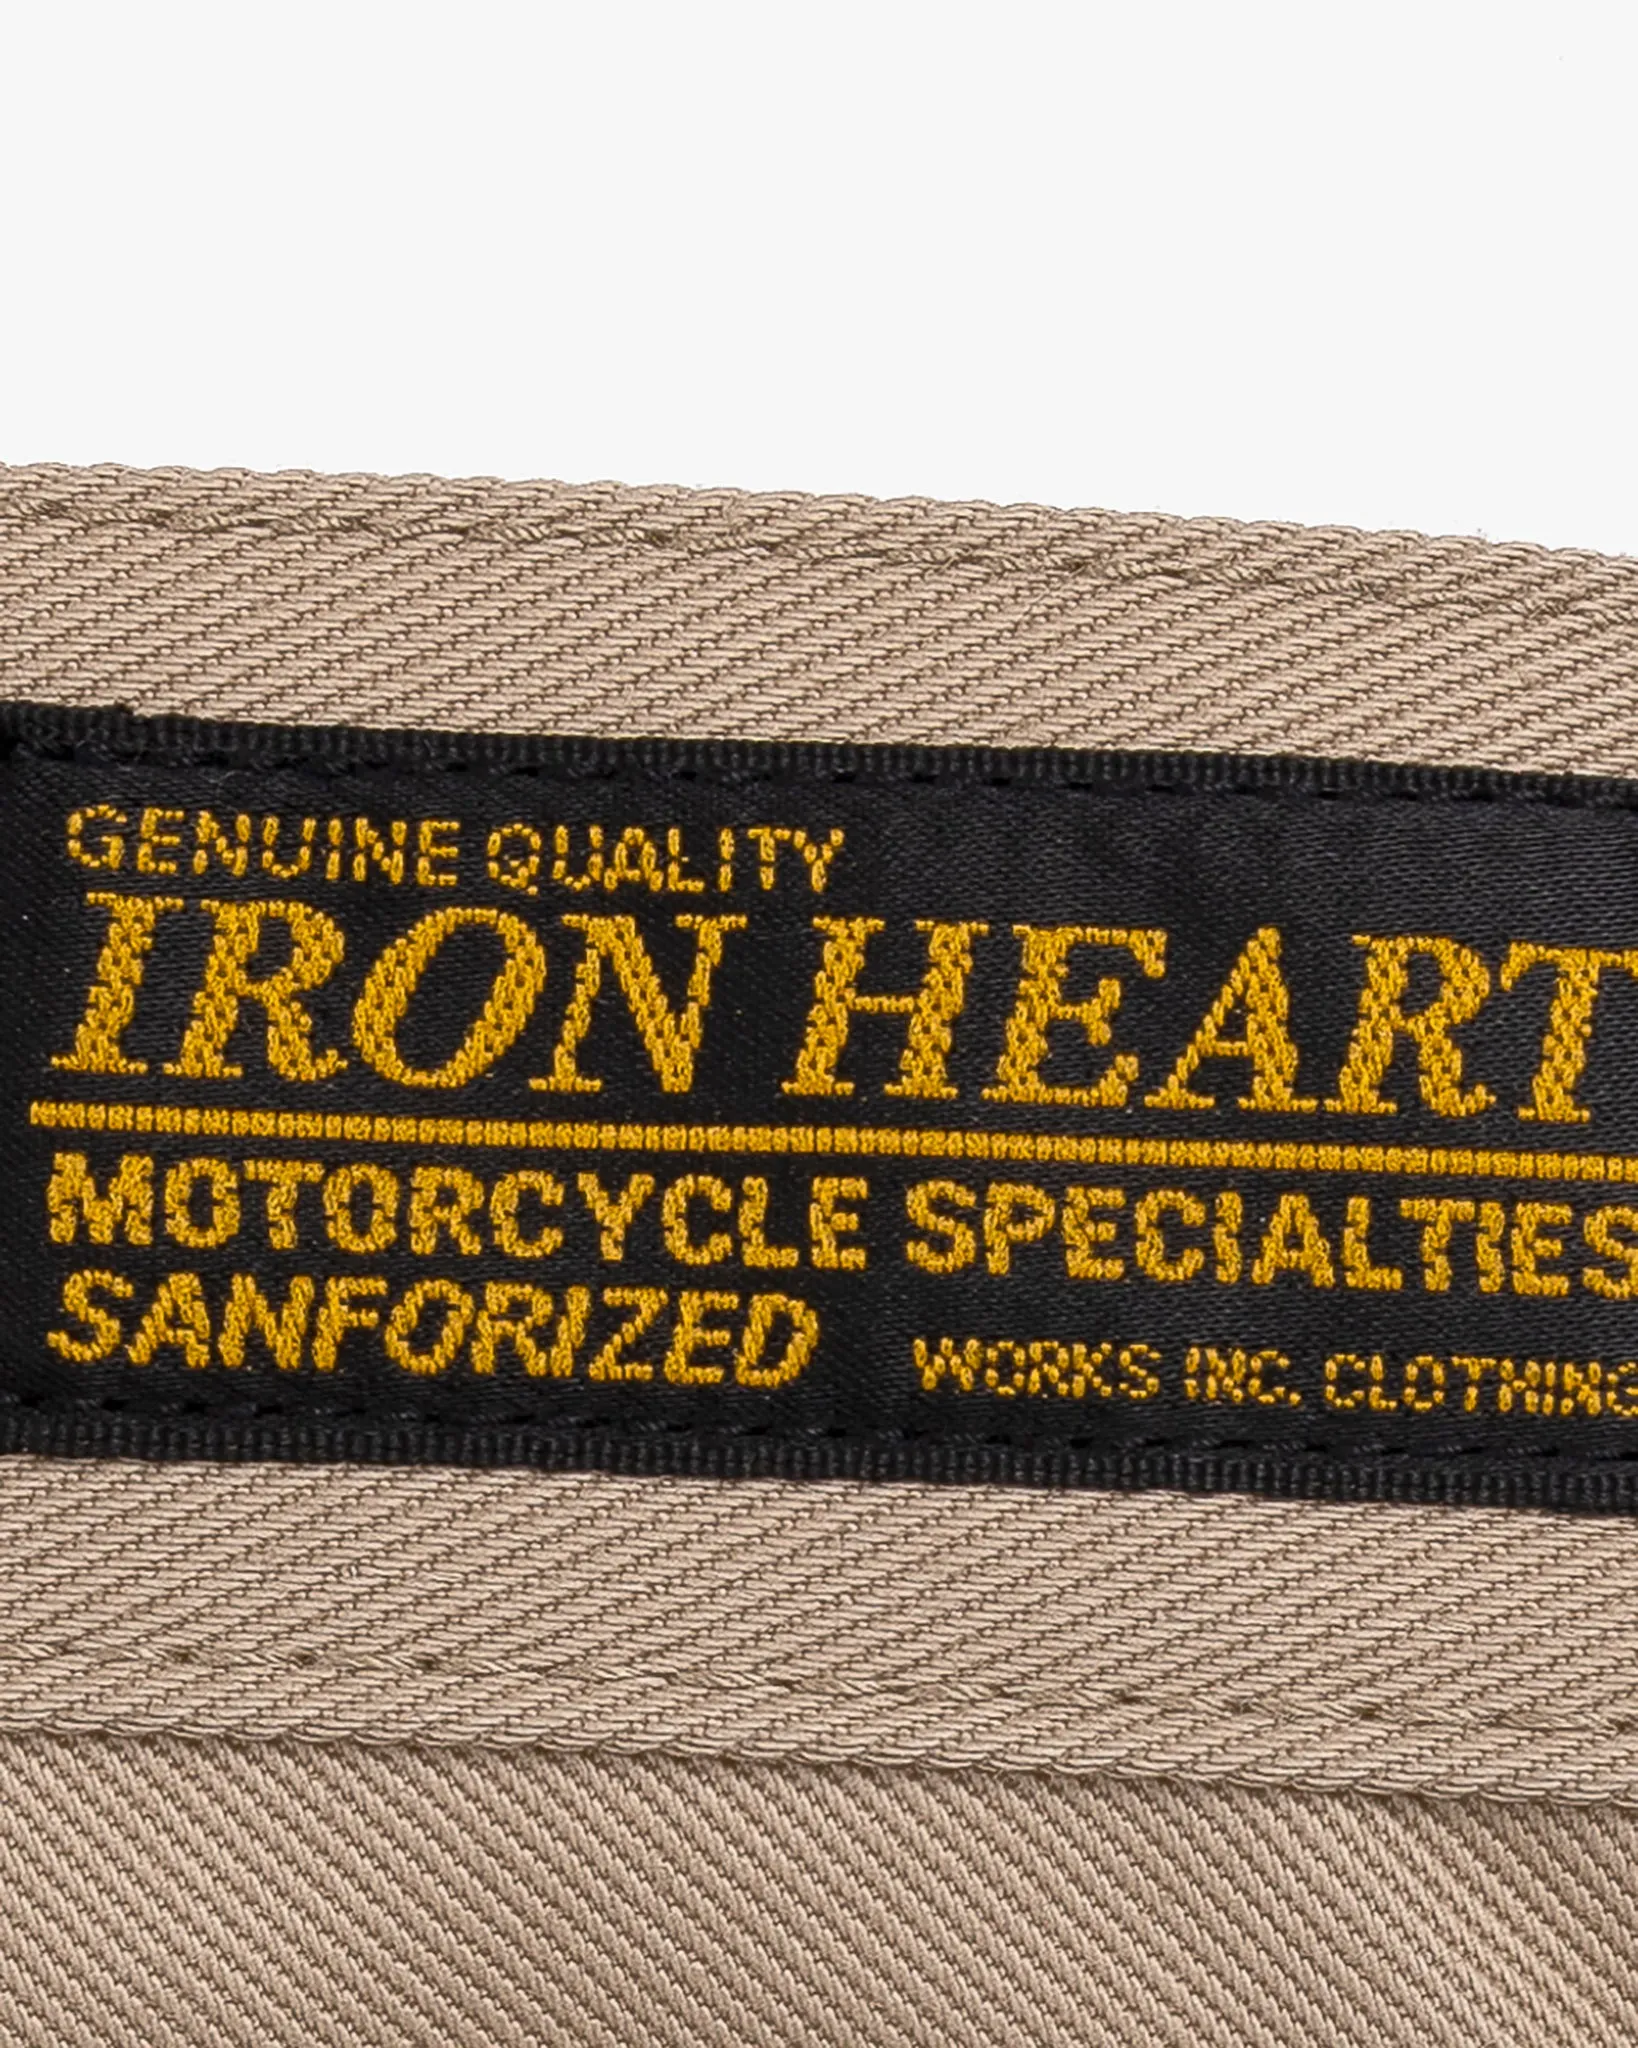 GENUINE QUALITY
IRON HEART
MOTORCYCLE SPECIALTIES
SANFORIZED
WORKS INC. CLOTHING